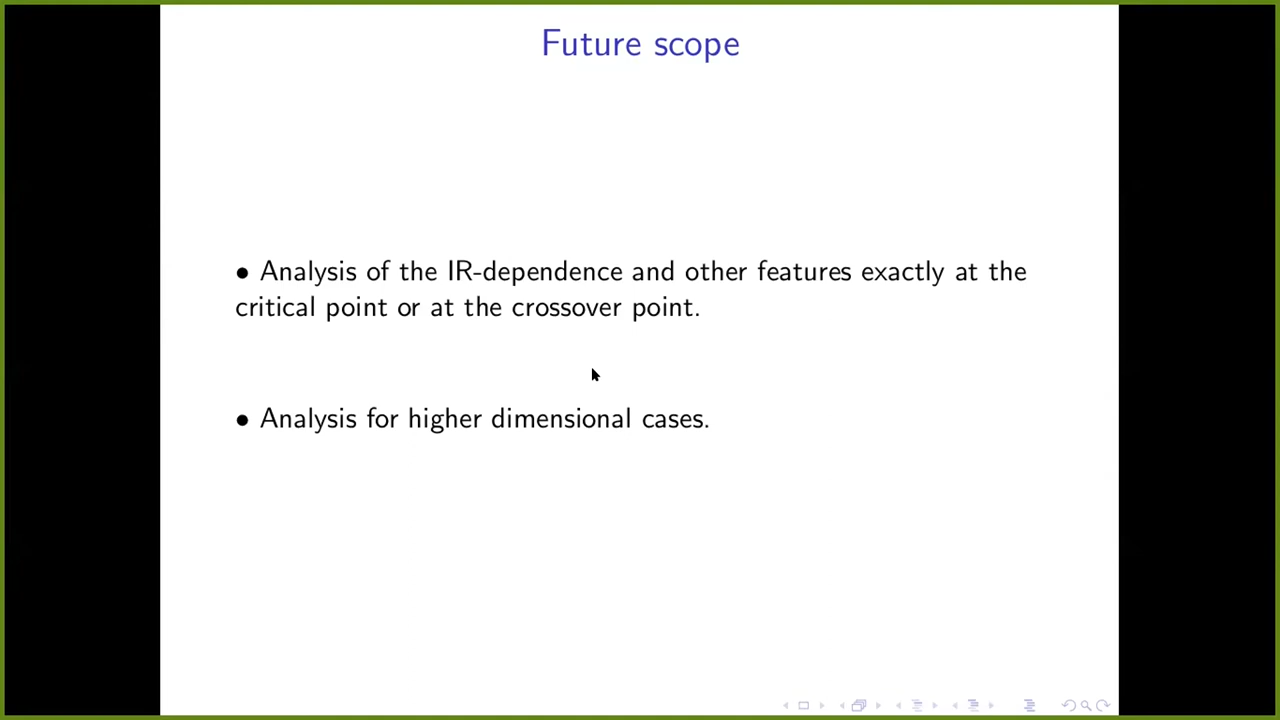 Future scope
• Analysis of the IR-dependence and other features exactly at the
critical point or at the crossover point.
• Analysis for higher dimensional cases.